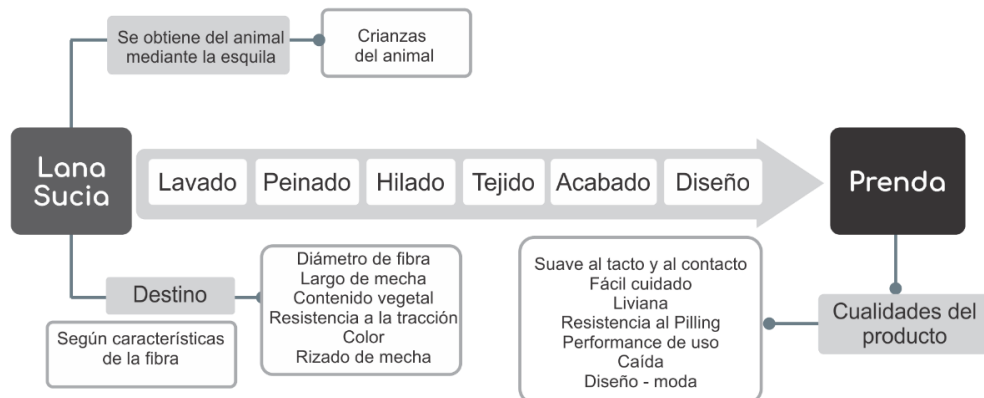 Se obtiene del animal
mediante la esquila
Crianzas
del animal
Lana
Sucia
Lavado
Peinado
Hilado
Tejido
Acabado
Diseño
Prenda
Destino
Según características
de la fibra
Diámetro de fibra
Largo de mecha
Contenido vegetal
Resistencia a la tracción
Color
Rizado de mecha
Suave al tacto y al contacto
Fácil cuidado
Liviana
Resistencia al Pilling
Performance de uso
Caída
Diseño - moda
Cualidades del
producto